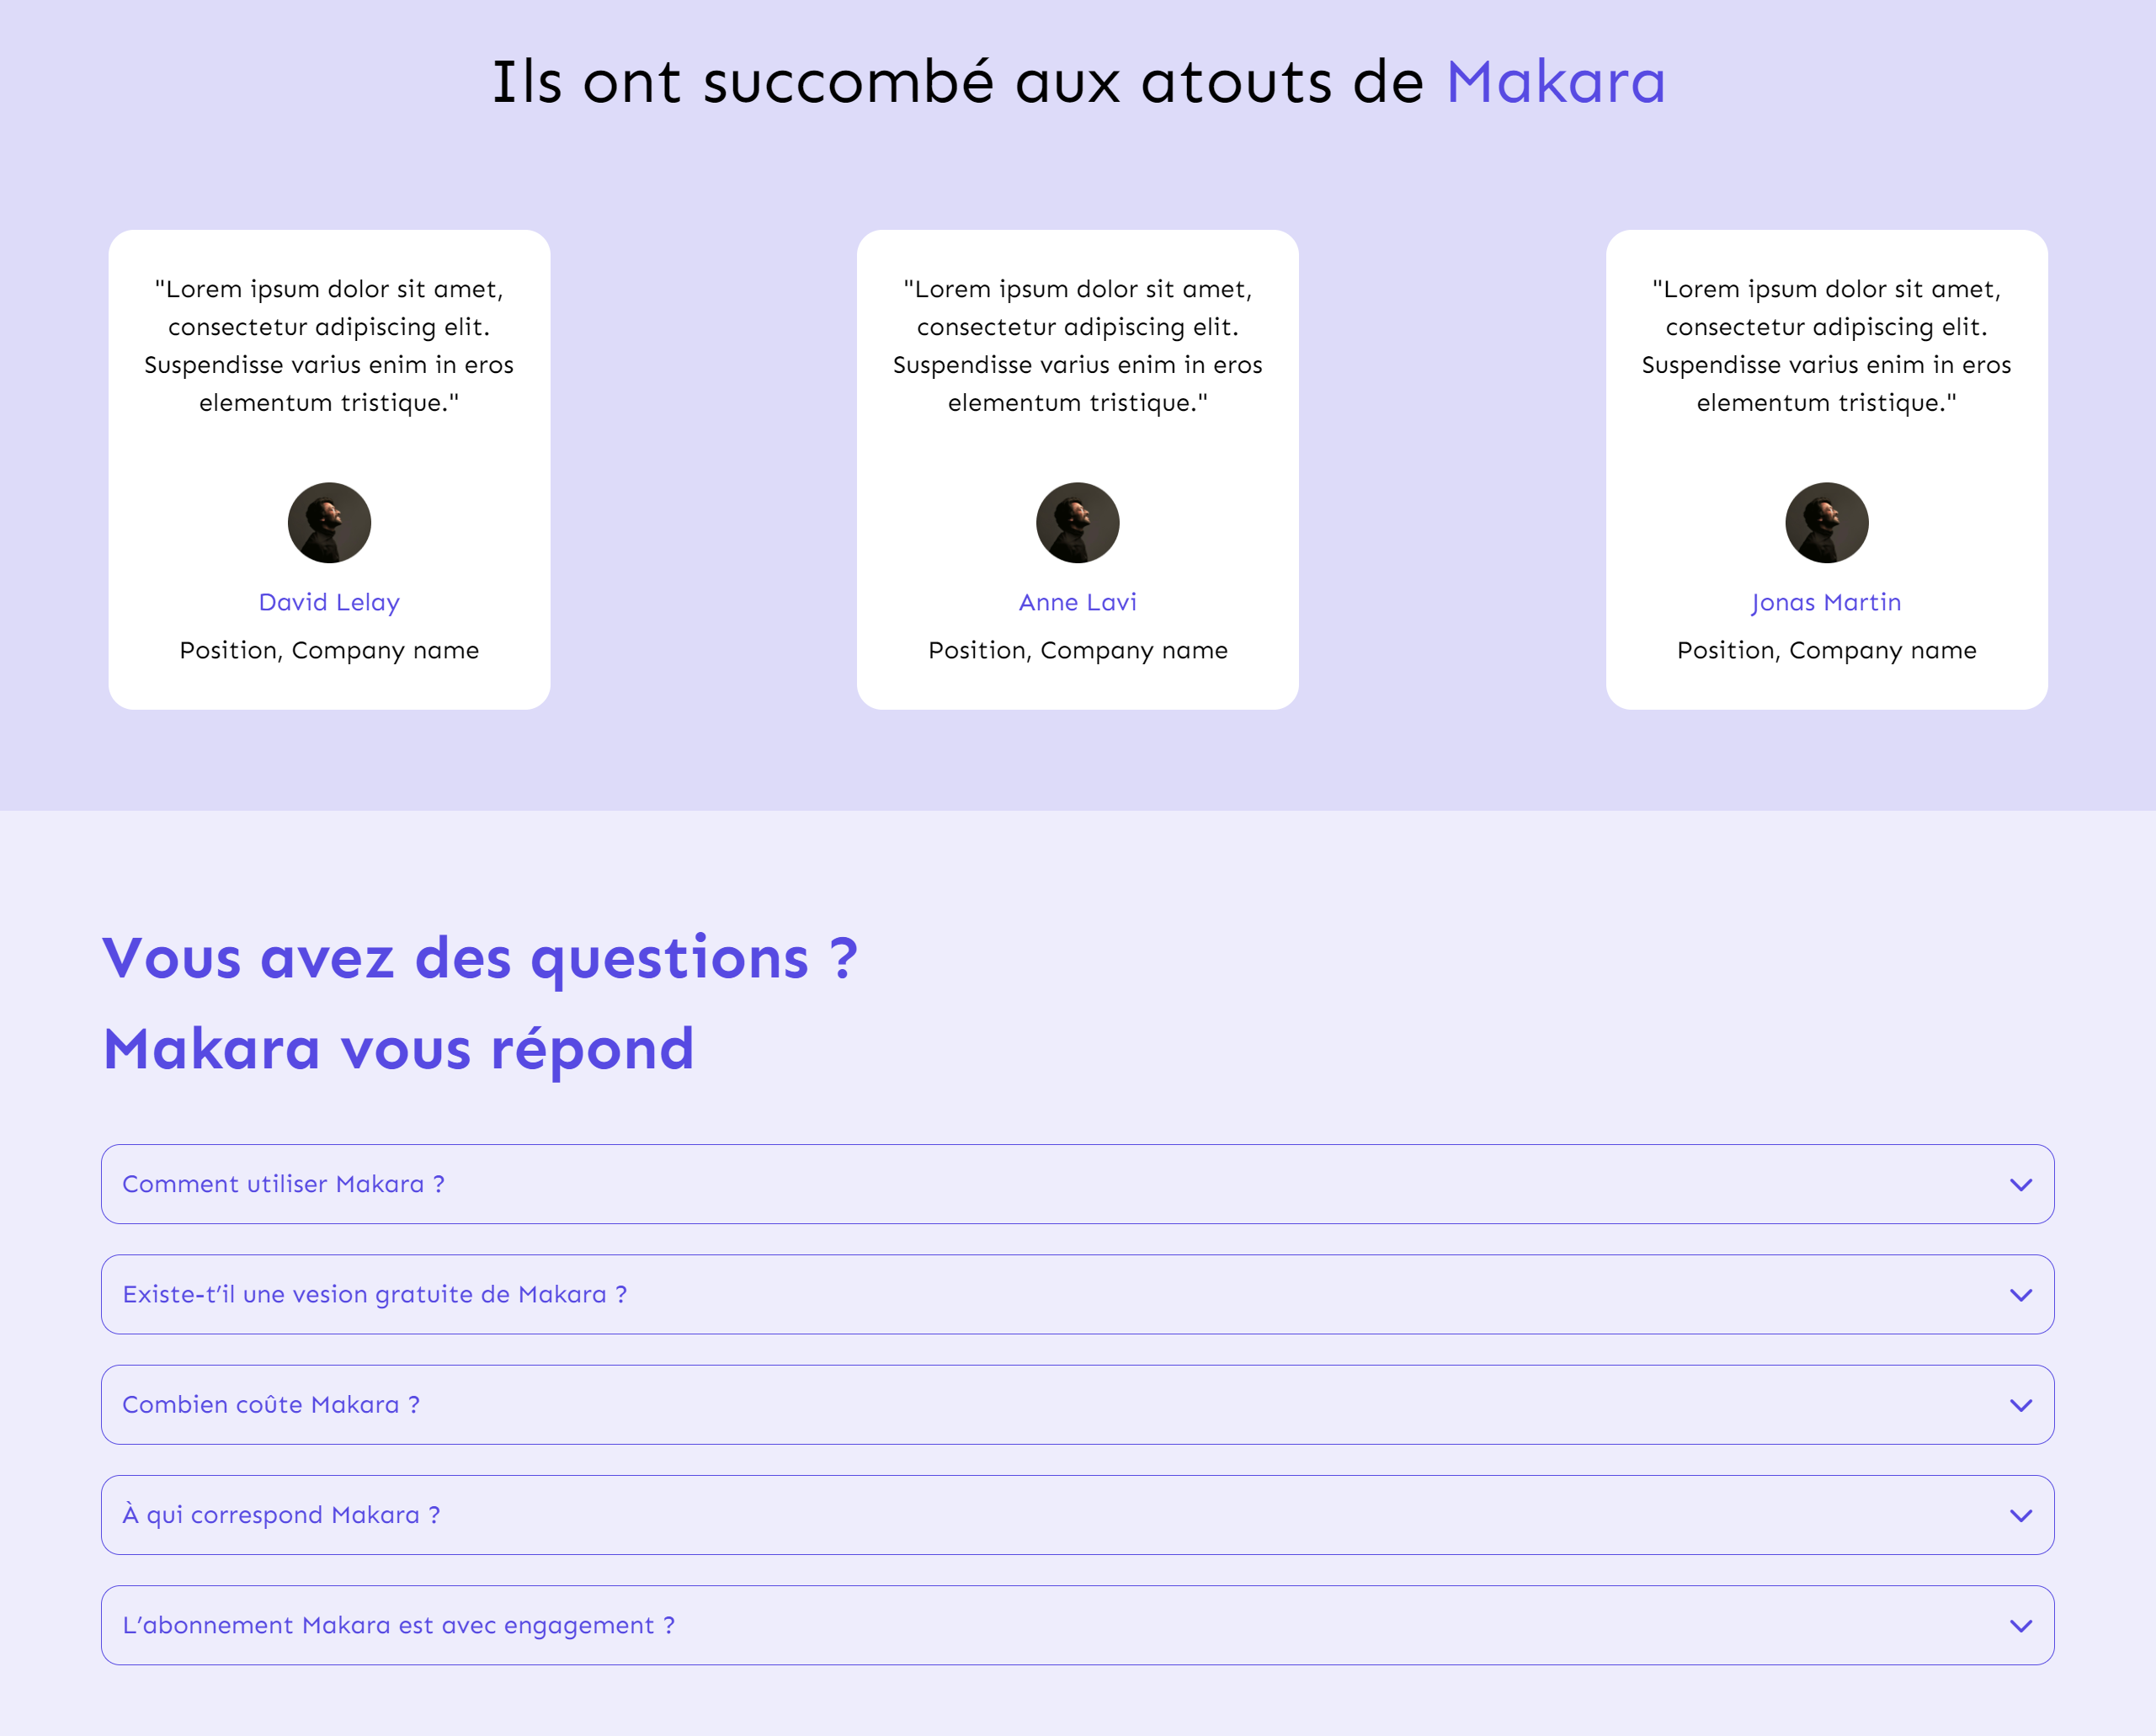 Ils ont succombé aux atouts de Makara
"Lorem ipsum dolor sit amet,
consectetur adipiscing elit.
Suspendisse varius enim in eros
elementum tristique."
David Lelay
Position, Company name
"Lorem ipsum dolor sit amet,
consectetur adipiscing elit.
Suspendisse varius enim in eros
elementum tristique."
Anne Lavi
Position, Company name
"Lorem ipsum dolor sit amet,
consectetur adipiscing elit.
Suspendisse varius enim in eros
elementum tristique."
Jonas Martin
Position, Company name
Vous avez des questions ?
Makara vous répond
Comment utiliser Makara ?
Existe-t’il une vesion gratuite de Makara ?
Combien coûte Makara ?
À qui correspond Makara ?
L’abonnement Makara est avec engagement ?